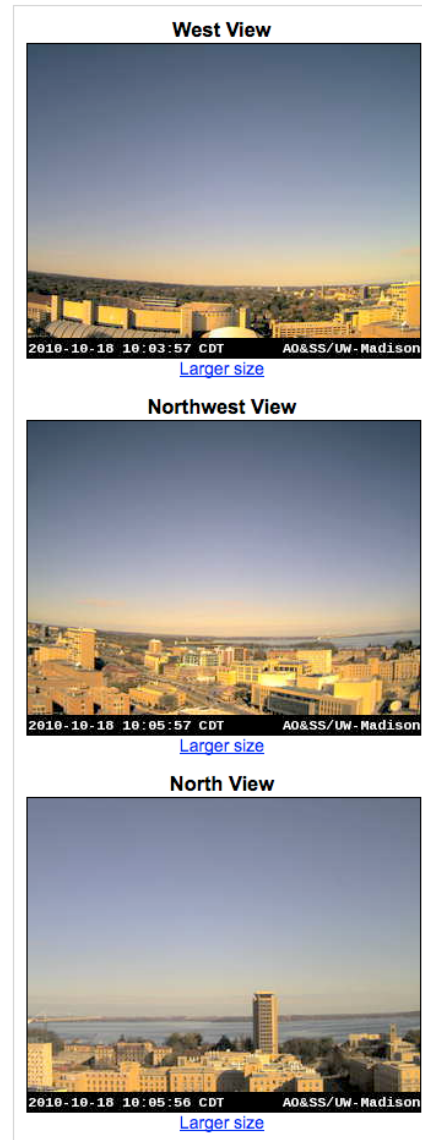 West View
2010-10-18 10:03:57 CDT AO&SS/UW-Madison
Larger size
Northwest View
2010-10-18 10:05:57 CDT AO&SS/UW-Madison
Larger size
North View
2010-10-18 10:05:56 CDT AO&SS/UW-Madison
Larger size